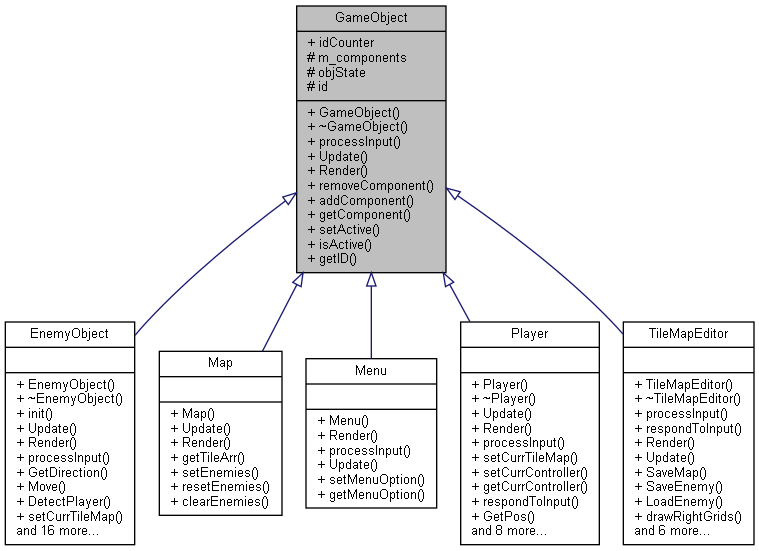 GameObject
+ idCounter
# m_components
# objState
# id
+ GameObject()
+ ~GameObject()
+ processInput()
+ Update()
+ Render()
+ removeComponent()
+ addComponent()
+ getComponent()
+ setActive()
+ isActive()
+ getID()
EnemyObject
+ EnemyObject()
+ ~EnemyObject()
+ init()
+ Update()
+ Render()
+ processInput()
+ GetDirection()
+ Move()
+ DetectPlayer()
+ setCurrTileMap()
and 16 more...
Map
+ Map()
+ Update()
+ Render()
+ getTileArr()
+ setEnemies()
+ resetEnemies()
+ clearEnemies()
Menu
+ Menu()
+ Render()
+ processInput()
+ Update()
+ setMenuOption()
+ getMenuOption()
Player
+ Player()
+ ~Player()
+ Update()
+ Render()
+ processInput()
+ setCurrTileMap()
+ setCurrController()
+ getCurrController()
+ respondToInput()
+ GetPos()
and 8 more...
TileMapEditor
+ TileMapEditor()
+ ~TileMapEditor()
+ processInput()
+ respondToInput()
+ Render()
+ Update()
+ SaveMap()
+ SaveEnemy()
+ LoadEnemy()
+ drawRightGrids()
and 6 more...